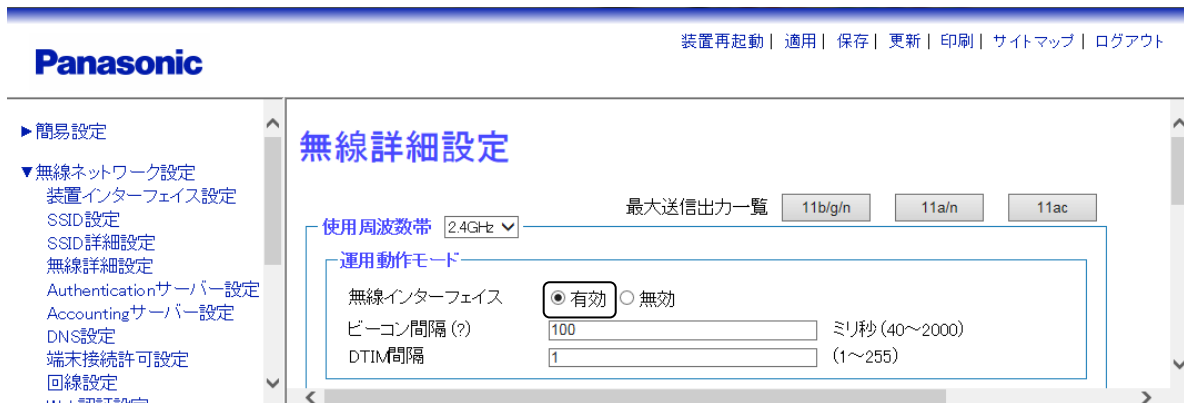 装置再起動| 適用| 保存| 更新| 印刷| サイトマップ| ログアウト
Panasonic
▶簡易設定
▼無線ネットワーク設定
装置インターフェイス設定
SSID設定
SSID詳細設定
無線詳細設定
Authenticationサーバー設定
Accountingサーバー設定
DNS設定
端末接続許可設定
回線設定
無線詳細設定
最大送信出力一覧 11b/g/n 11a/n 11ac
使用周波数帯 2.4GHz
運用動作モード
無線インターフェイス 有効 無効
ビーコン間隔(?) 100 ミリ秒(40～2000)
DTIM間隔 1 (1～255)